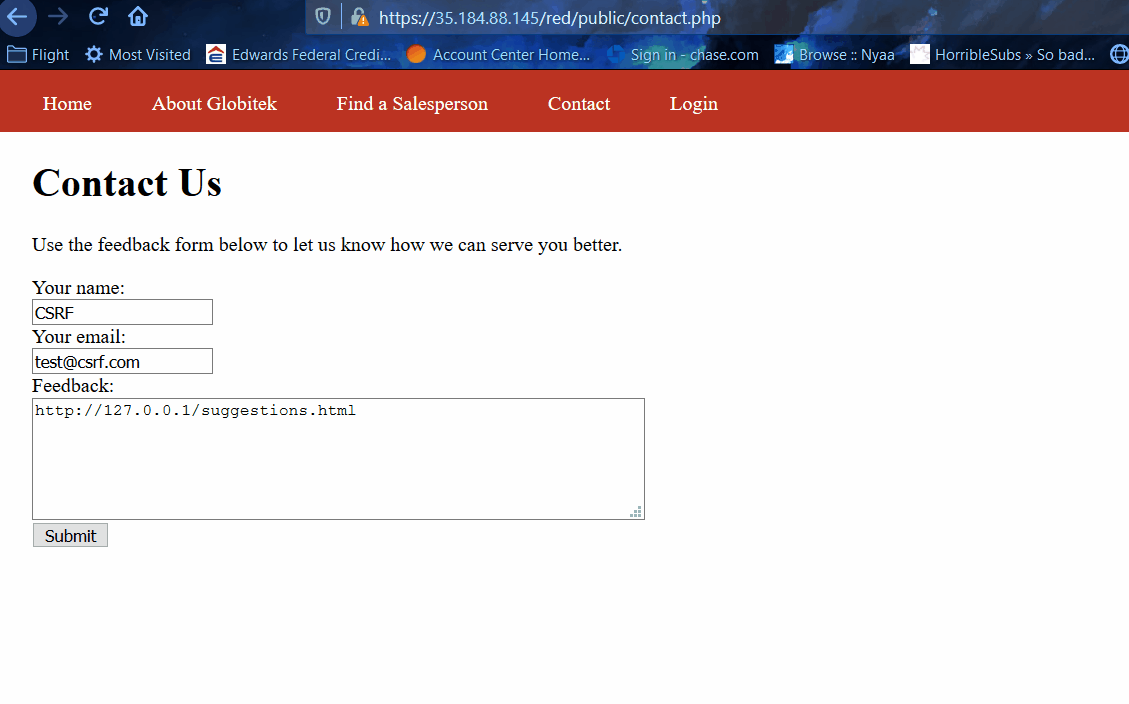 https://35.184.88.145/red/public/contact.php
Flight Most Visited Edwards Federal Credi... Account Center Home... Sign in - chase.com Browse :: Nyaa HorribleSubs » So bad...
Home About Globitek Find a Salesperson Contact Login
Contact Us
Use the feedback form below to let us know how we can serve you better.
Your name:
CSRF
Your email:
test@csrf.com
Feedback:
http://127.0.0.1/suggestions.html
Submit